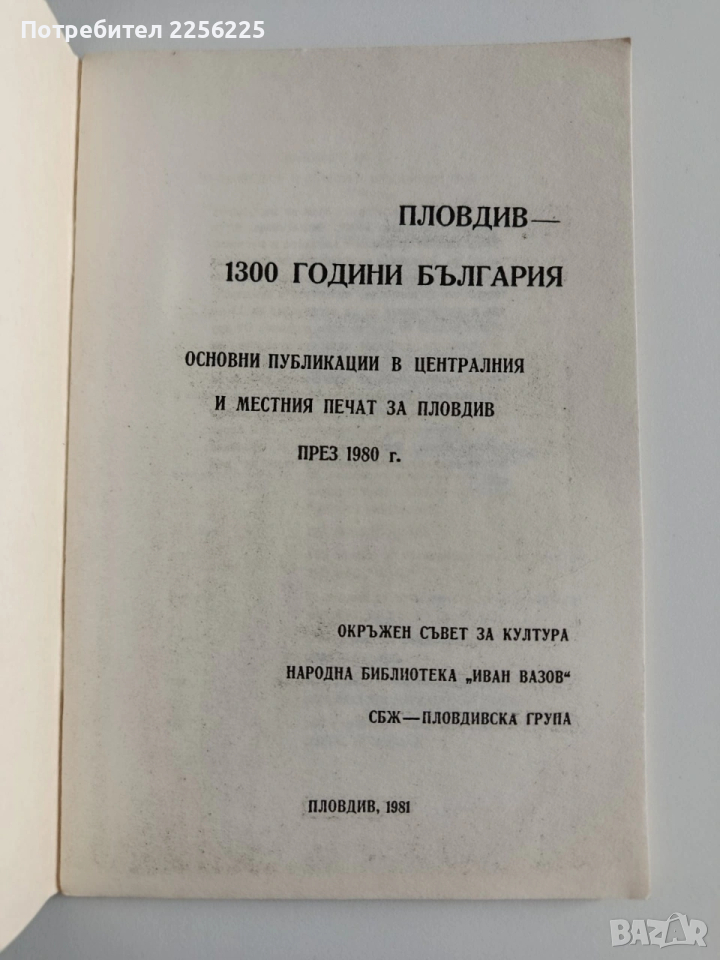 Потребител 2256225
ПЛОВДИВ—
1300 ГОДИНИ БЪЛГАРИЯ
ОСНОВНИ ПУБЛИКАЦИИ В ЦЕНТРАЛНИЯ
И МЕСТНИЯ ПЕЧАТ ЗА ПЛОВДИВ
ПРЕЗ 1980 г.
ОКРЪЖЕН СЪВЕТ ЗА КУЛТУРА
НАРОДНА БИБЛИОТЕКА „ИВАН ВАЗОВ“
СБЖ—ПЛОВДИВСКА ГРУПА
ПЛОВДИВ, 1981
BAZAR